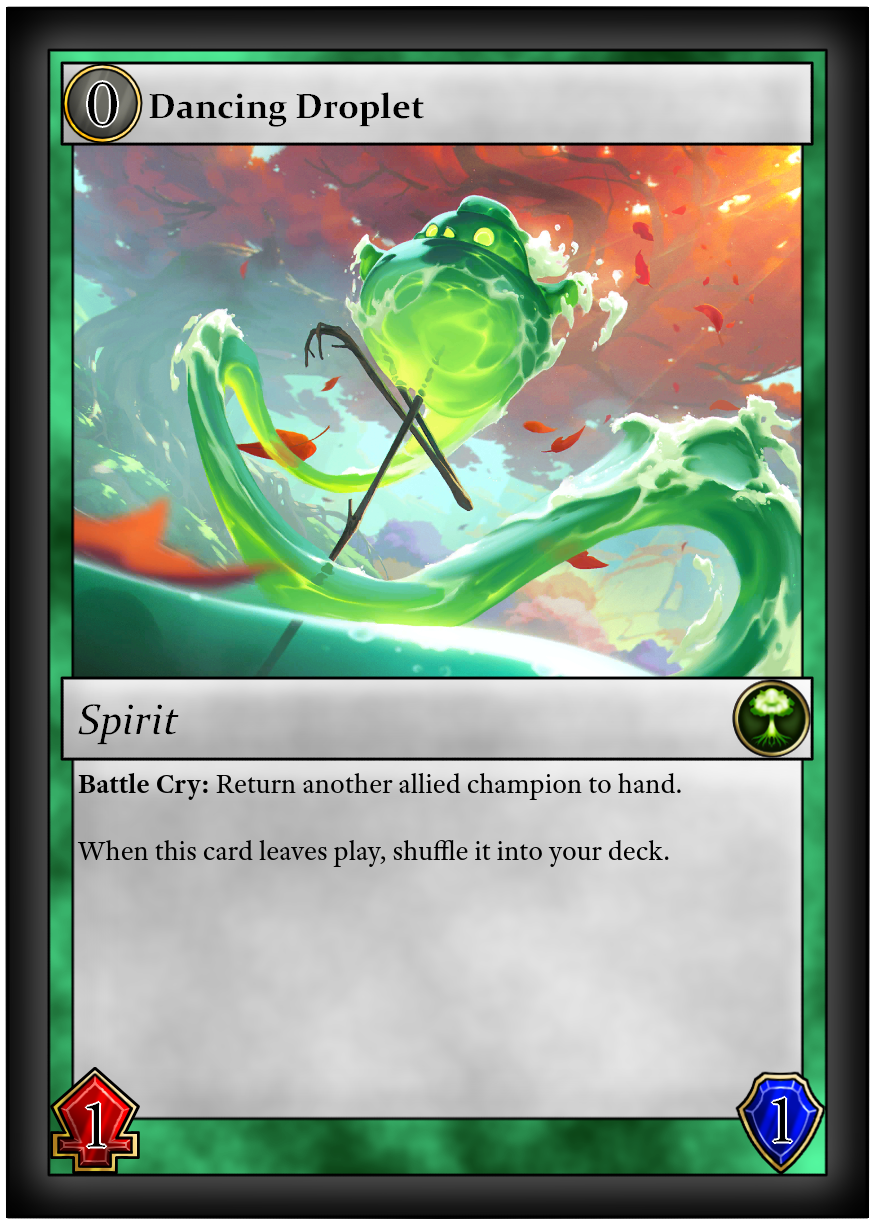 0 Dancing Droplet
Spirit
Battle Cry: Return another allied champion to hand.
When this card leaves play, shuffle it into your deck.
1
1